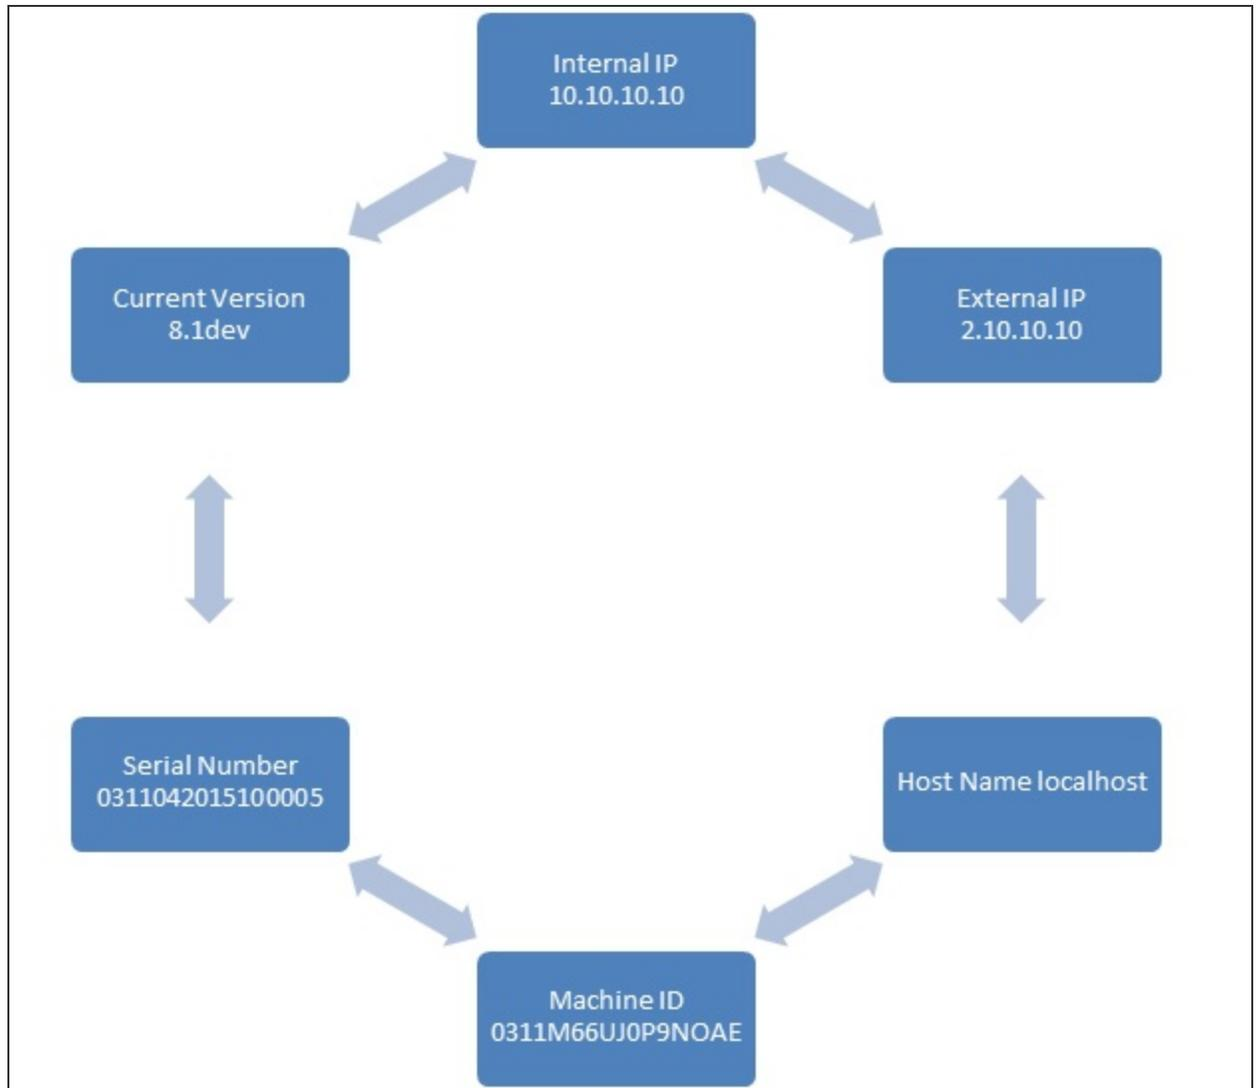 Internal IP
10.10.10.10
Current Version
8.1dev
External IP
2.10.10.10
Serial Number
0311042015100005
Host Name localhost
Machine ID
0311M66UJ0P9NOAE